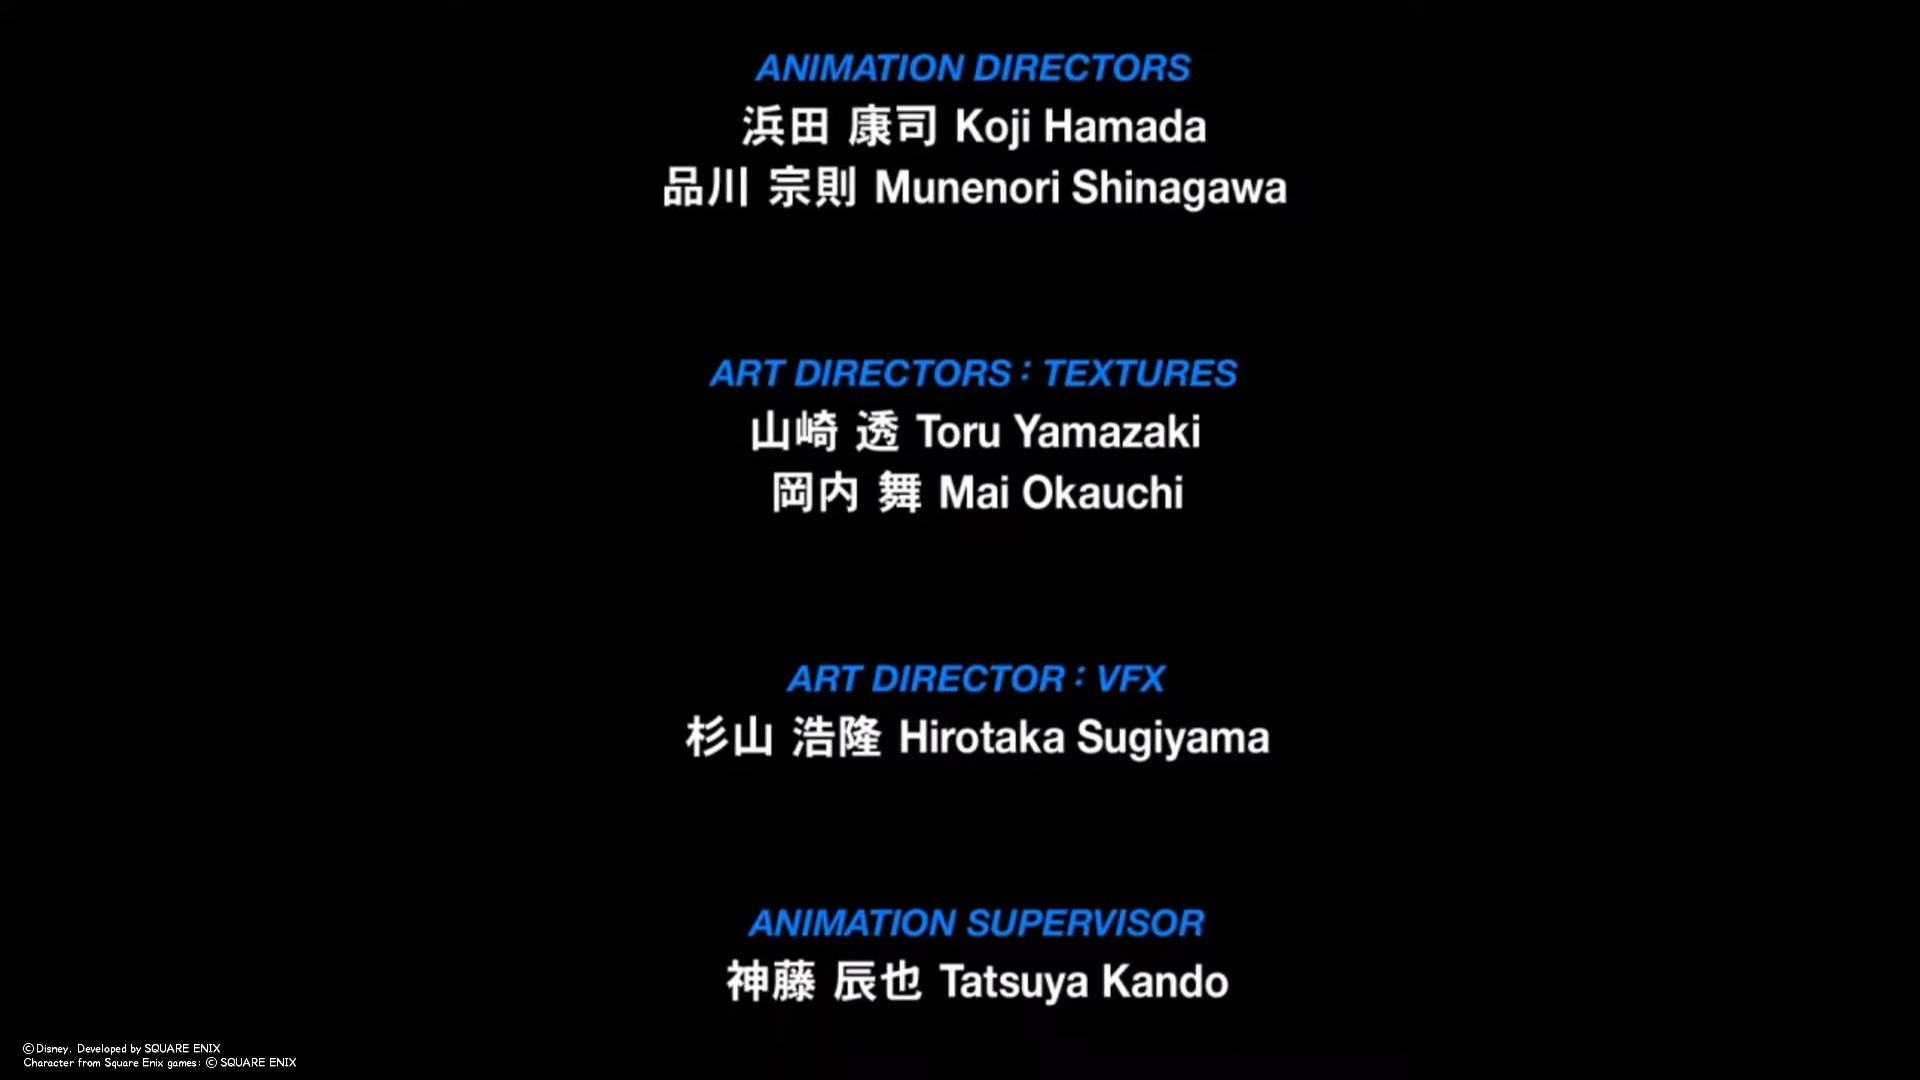 ANIMATION DIRECTORS
浜田 康司 Koji Hamada
品川 宗則 Munenori Shinagawa
ART DIRECTORS : TEXTURES
山崎 透 Toru Yamazaki
岡内 舞 Mai Okauchi
ART DIRECTOR : VFX
杉山 浩隆 Hirotaka Sugiyama
ANIMATION SUPERVISOR
神藤 辰也 Tatsuya Kando
©Disney. Developed by SQUARE ENIX
Character from Square Enix games: © SQUARE ENIX